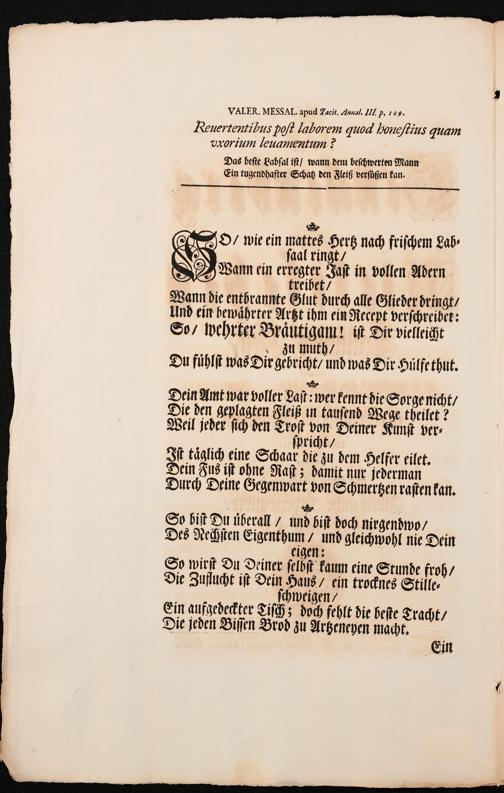 VALER. MESSAL. apud Tacit. Annal. III. p. 109.
Reuertentibus poſt laborem quod honeſtius quam
vxorium leuamentum?
Das beſte Labſal iſt/ wann dem beſchwerten Mann
Ein tugendhafter Schatz den Fleiß verſüßen kan.
SO/ wie ein mattes Hertz nach friſchem Lab⸗
ſaal ringt/
Wann ein erregter Jaſt in vollen Adern
treibet/
Wann die entbrannte Glut durch alle Glieder dringt/
Und ein bewährter Artzt ihm ein Recept verſchreibet:
So/ wehrter Bräutigam! iſt Dir vielleicht
zu muth/
Du fühlſt was Dir gebricht/ und was Dir Hülfe thut.
Dein Amt war voller Laſt: wer kennt die Sorge nicht/
Die den geplagten Fleiß in tauſend Wege theilet?
Weil jeder ſich den Troſt von Deiner Kunſt ver⸗
ſpricht/
Iſt täglich eine Schaar die zu dem Helfer eilet.
Dein Fus iſt ohne Raſt; damit nur jederman
Durch Deine Gegenwart von Schmertzen raſten kan.
So biſt Du überall/ und biſt doch nirgendwo/
Des Nechſten Eigenthum/ und gleichwohl nie Dein
eigen:
So wirſt Du Deiner ſelbſt kaum eine Stunde froh/
Die Zuflucht iſt Dein Haus/ ein trocknes Stille⸗
ſchweigen/
Ein aufgedeckter Tiſch; doch fehlt die beſte Tracht/
Die jeden Biſſen Brod zu Artzeneyen macht.
Ein